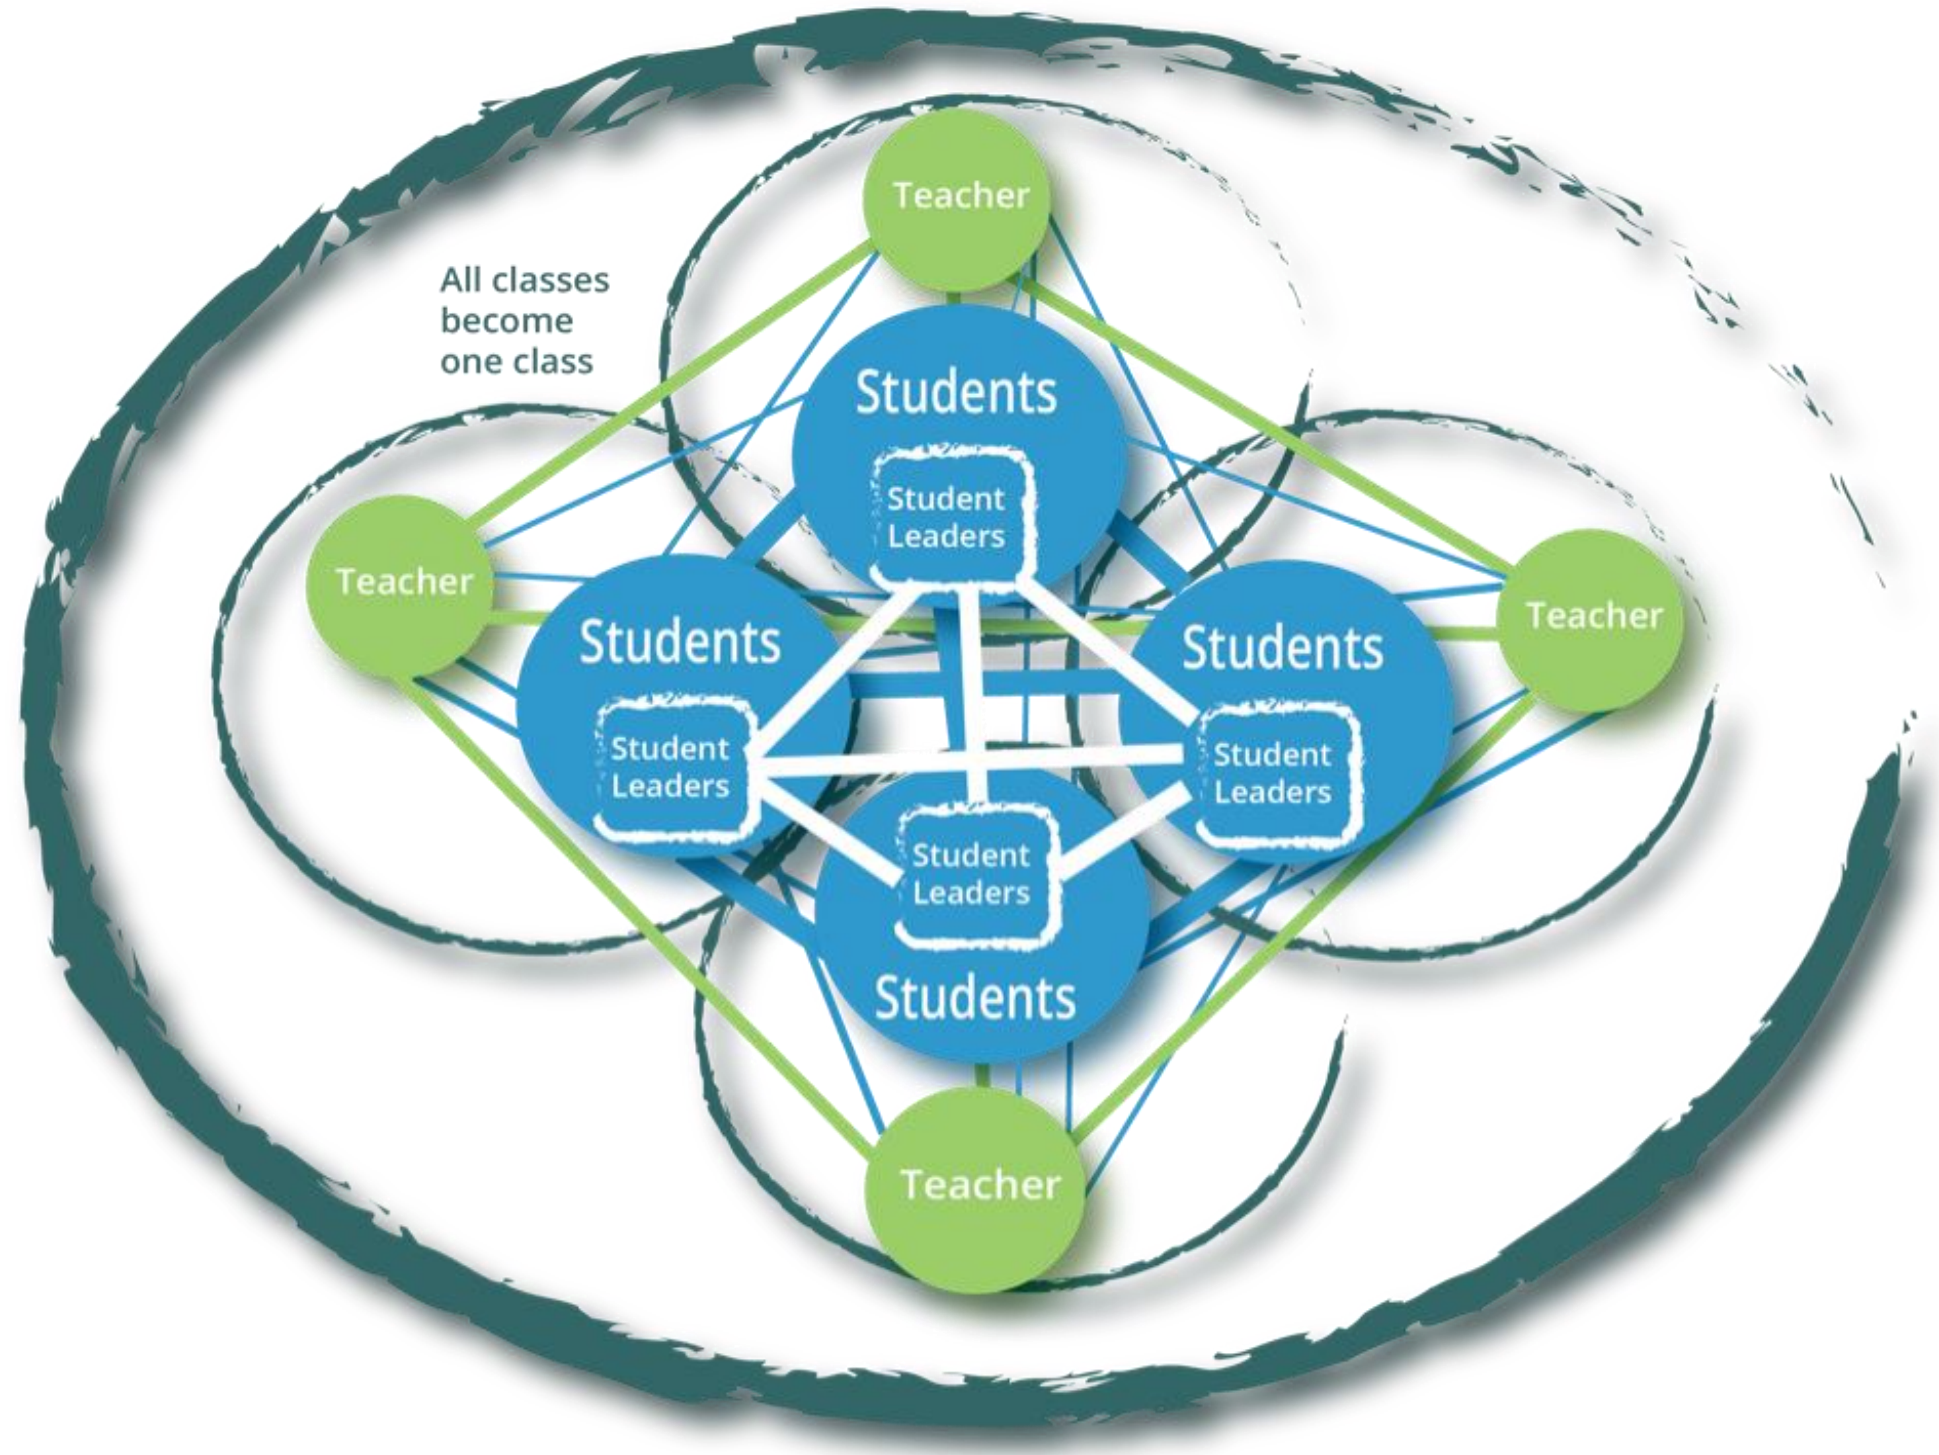 Teacher
All classes
become
one class
Students
Student
Leaders
Teacher
Students
Student
Leaders
Students
Student
Leaders
Teacher
Student
Leaders
Students
Teacher